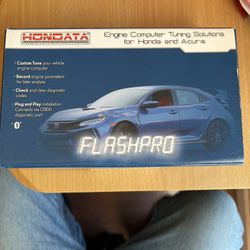 HONDATA
Engine Computer Tuning Solutions
for Honda and Acura
• Custom Tune your vehicle
engine computer.
• Record engine parameters
for later analysis
• Check and clear diagnostic
codes.
• Plug and Play installation.
Connects via OBDII
diagnostic port
FLASHPRO